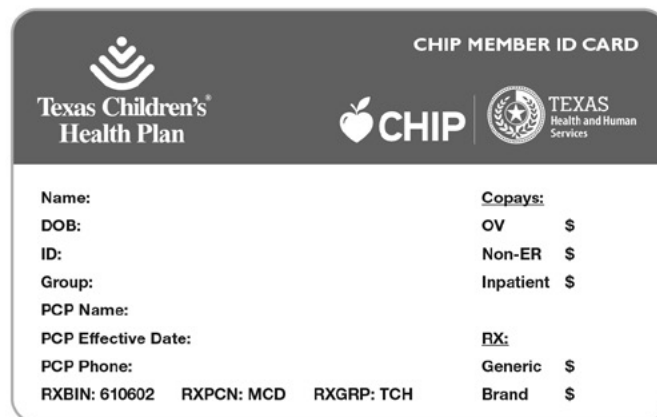 CHIP MEMBER ID CARD
Texas Children's®
Health Plan
CHIP
TEXAS
Health and Human
Services
Name:
DOB:
ID:
Group:
PCP Name:
PCP Effective Date:
PCP Phone:
RXBIN: 610602 RXPCN: MCD RXGRP: TCH
Copays:
OV $
Non-ER $
Inpatient $
RX:
Generic $
Brand $